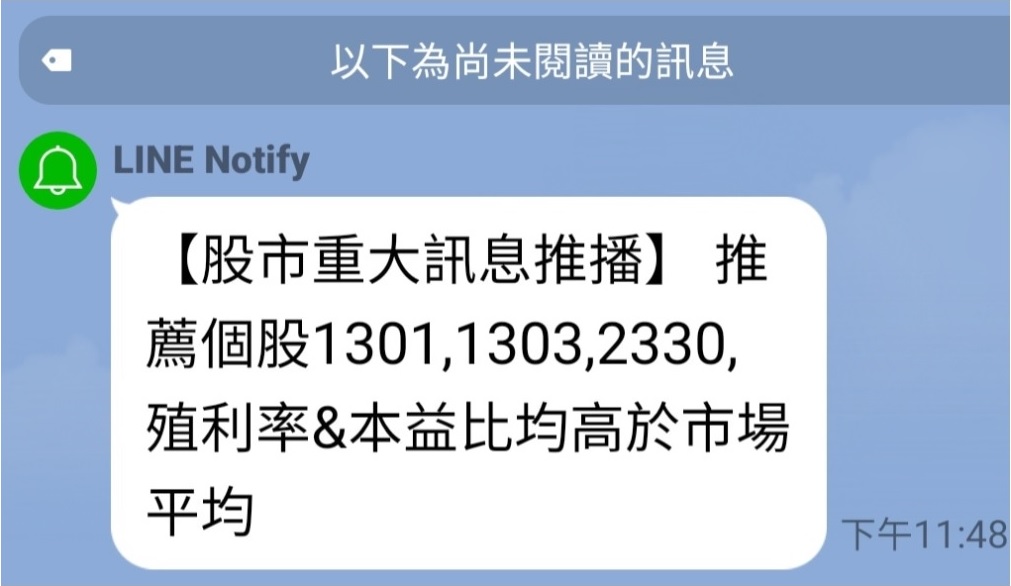 以下為尚未閱讀的訊息
LINE Notify
【股市重大訊息推播】 推
薦個股1301,1303,2330,
殖利率&本益比均高於市場
平均
下午11:48